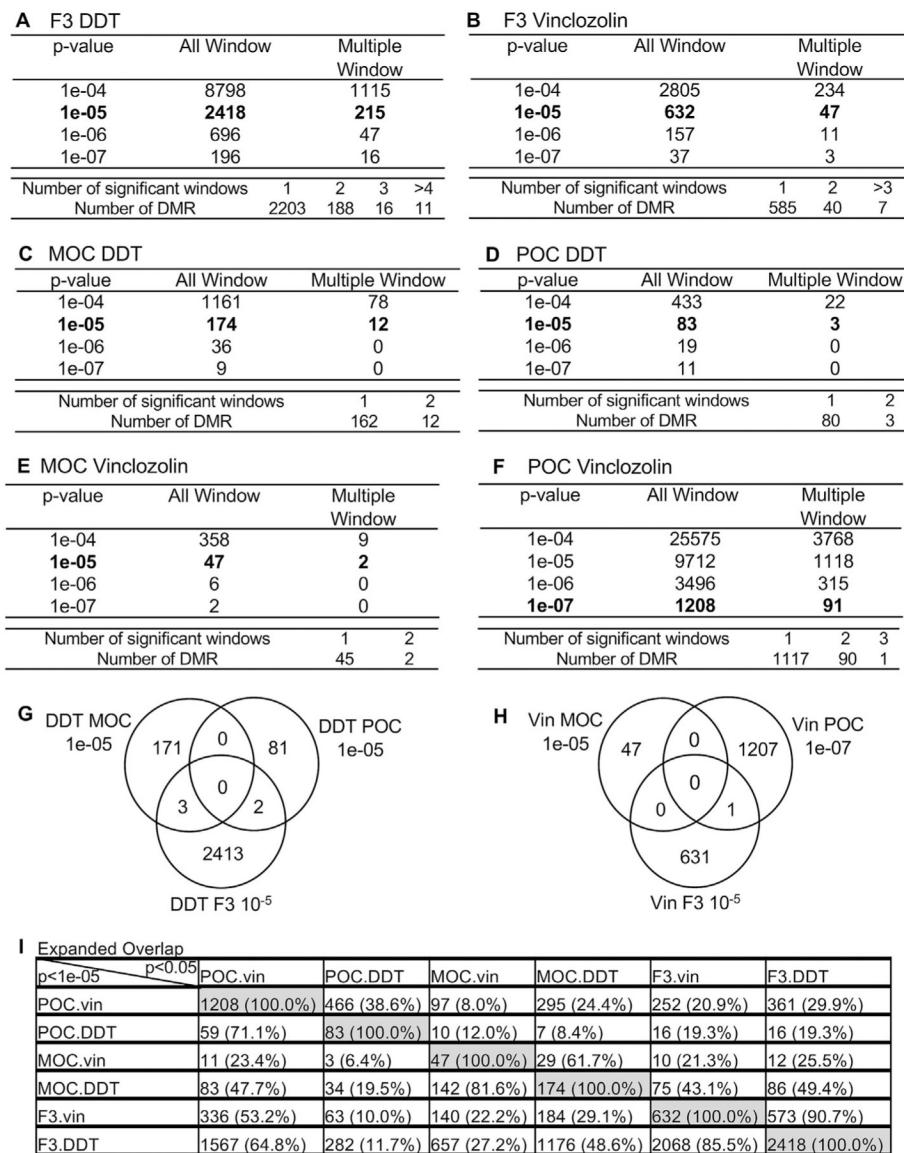 A F3 DDT
p-value All Window Multiple Window
1e-04 8798 1115
1e-05 2418 215
1e-06 696 47
1e-07 196 16
Number of significant windows 1 2 3 >4
Number of DMR 2203 188 16 11
B F3 Vinclozolin
p-value All Window Multiple Window
1e-04 2805 234
1e-05 632 47
1e-06 157 11
1e-07 37 3
Number of significant windows 1 2 >3
Number of DMR 585 40 7
C MOC DDT
p-value All Window Multiple Window
1e-04 1161 78
1e-05 174 12
1e-06 36 0
1e-07 9 0
Number of significant windows 1 2
Number of DMR 162 12
D POC DDT
p-value All Window Multiple Window
1e-04 433 22
1e-05 83 3
1e-06 19 0
1e-07 11 0
Number of significant windows 1 2
Number of DMR 80 3
E MOC Vinclozolin
p-value All Window Multiple Window
1e-04 358 9
1e-05 47 2
1e-06 6 0
1e-07 2 0
Number of significant windows 1 2
Number of DMR 45 2
F POC Vinclozolin
p-value All Window Multiple Window
1e-04 25575 3768
1e-05 9712 1118
1e-06 3496 315
1e-07 1208 91
Number of significant windows 1 2 3
Number of DMR 1117 90 1
G
DDT MOC 1e-05
DDT POC 1e-05
171 0 81
0
3 2
2413
DDT F3 10⁻⁵
H
Vin MOC 1e-05
Vin POC 1e-07
47 0 1207
0
0 1
631
Vin F3 10⁻⁵
I Expanded Overlap
p<1e-05 p<0.05 POC.vin POC.DDT MOC.vin MOC.DDT F3.vin F3.DDT
POC.vin 1208 (100.0%) 466 (38.6%) 97 (8.0%) 295 (24.4%) 252 (20.9%) 361 (29.9%)
POC.DDT 59 (71.1%) 83 (100.0%) 10 (12.0%) 7 (8.4%) 16 (19.3%) 16 (19.3%)
MOC.vin 11 (23.4%) 3 (6.4%) 47 (100.0%) 29 (61.7%) 10 (21.3%) 12 (25.5%)
MOC.DDT 83 (47.7%) 34 (19.5%) 142 (81.6%) 174 (100.0%) 75 (43.1%) 86 (49.4%)
F3.vin 336 (53.2%) 63 (10.0%) 140 (22.2%) 184 (29.1%) 632 (100.0%) 573 (90.7%)
F3.DDT 1567 (64.8%) 282 (11.7%) 657 (27.2%) 1176 (48.6%) 2068 (85.5%) 2418 (100.0%)